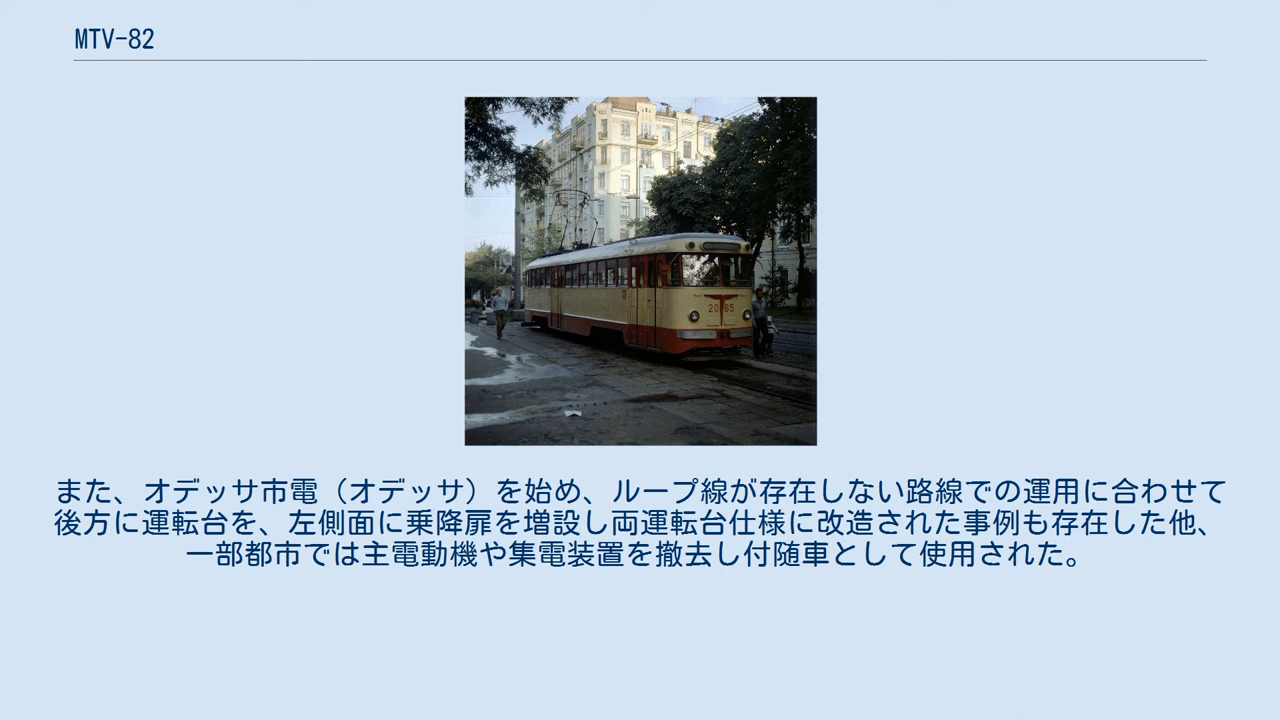 MTV-82
2065
また、オデッサ市電（オデッサ）を始め、ループ線が存在しない路線での運用に合わせて
後方に運転台を、左側面に乗降扉を増設し両運転台仕様に改造された事例も存在した他、
一部都市では主電動機や集電装置を撤去し付随車として使用された。